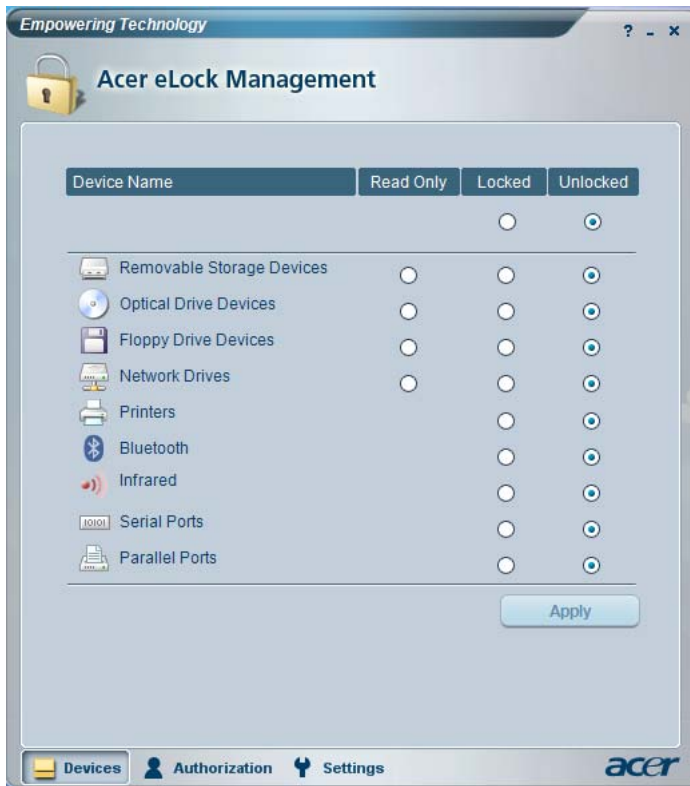 Empowering Technology
? - x
Acer eLock Management
Device Name Read Only Locked Unlocked
Removable Storage Devices
Optical Drive Devices
Floppy Drive Devices
Network Drives
Printers
Bluetooth
Infrared
10101 Serial Ports
Parallel Ports
Apply
Devices Authorization Settings acer